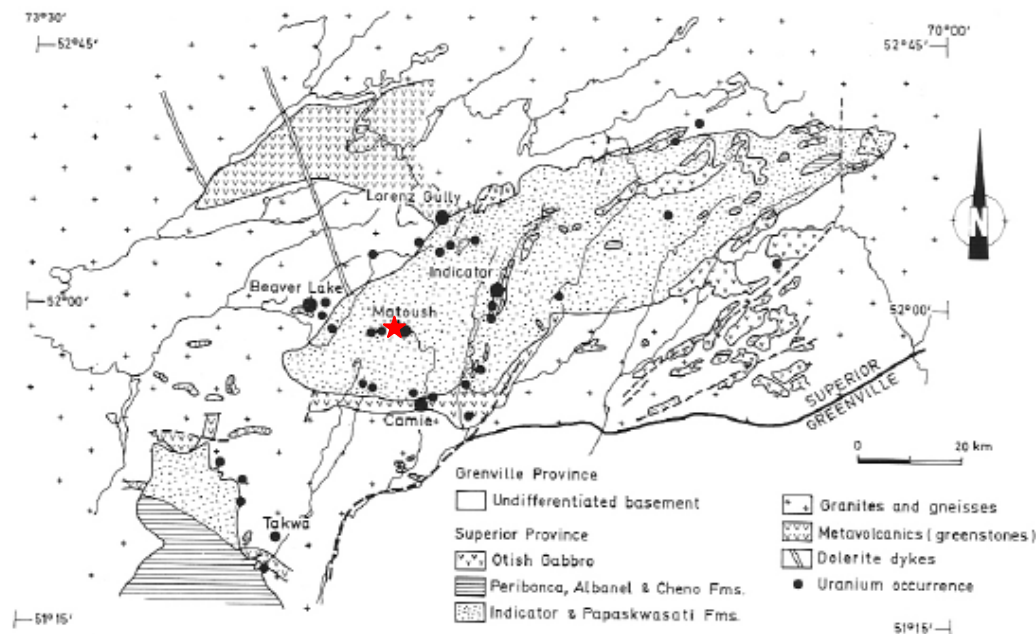 73°30'
70°00'
52°45'
52°45'
Lorenz Gully
Indicator
Beaver Lake
52°00'
Matoush
52°00'
SUPERIOR
GREENVILLE
Camie
0 20 km
N
Grenville Province
Undifferentiated basement
Superior Province
Otish Gabbro
Peribonca, Albanel & Cheno Fms.
Indicator & Papaskwasati Fms.
Granites and gneisses
Metavolcanics (greenstones)
Dolerite dykes
Uranium occurrence
Takwa
51°15'
51°15'